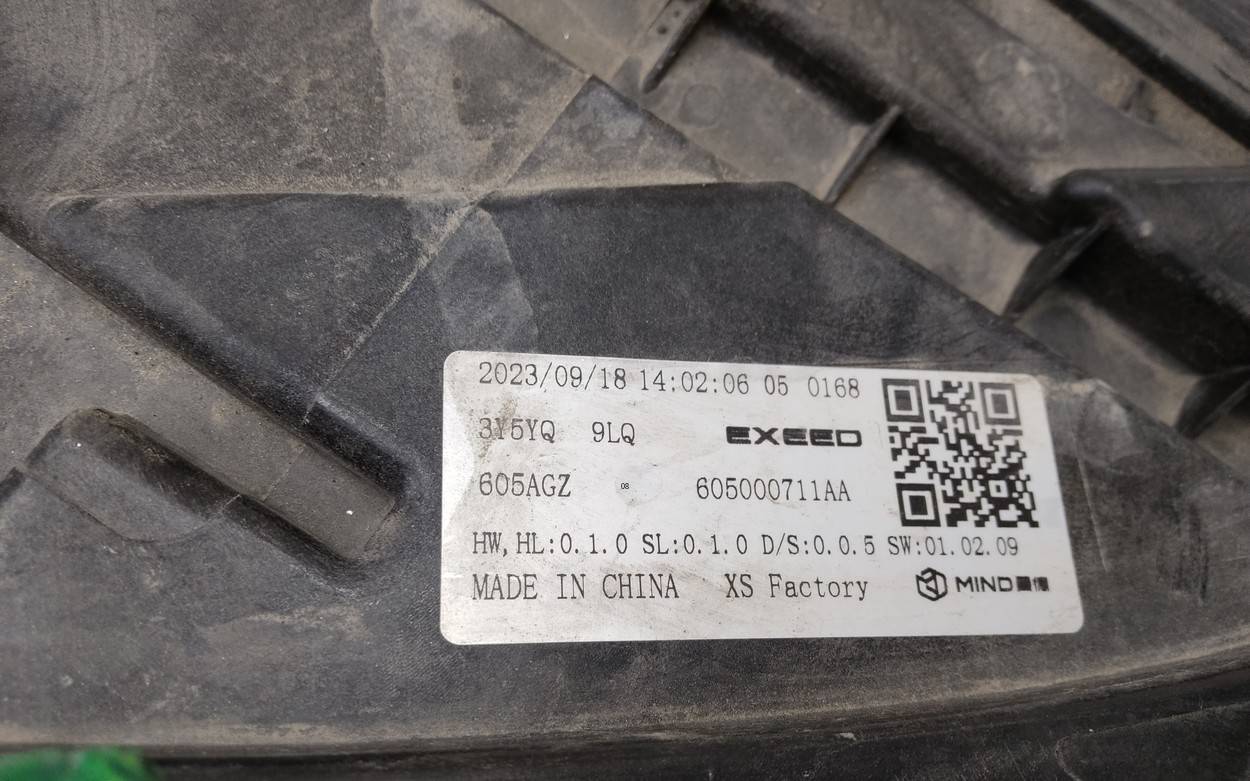 2023/09/18 14:02:06 05 0168
3Y5YQ 9LQ EXEED
605AGZ 08 605000711AA
HW,HL:0.1.0 SL:0.1.0 D/S:0.0.5 SW:01.02.09
MADE IN CHINA XS Factory MIND